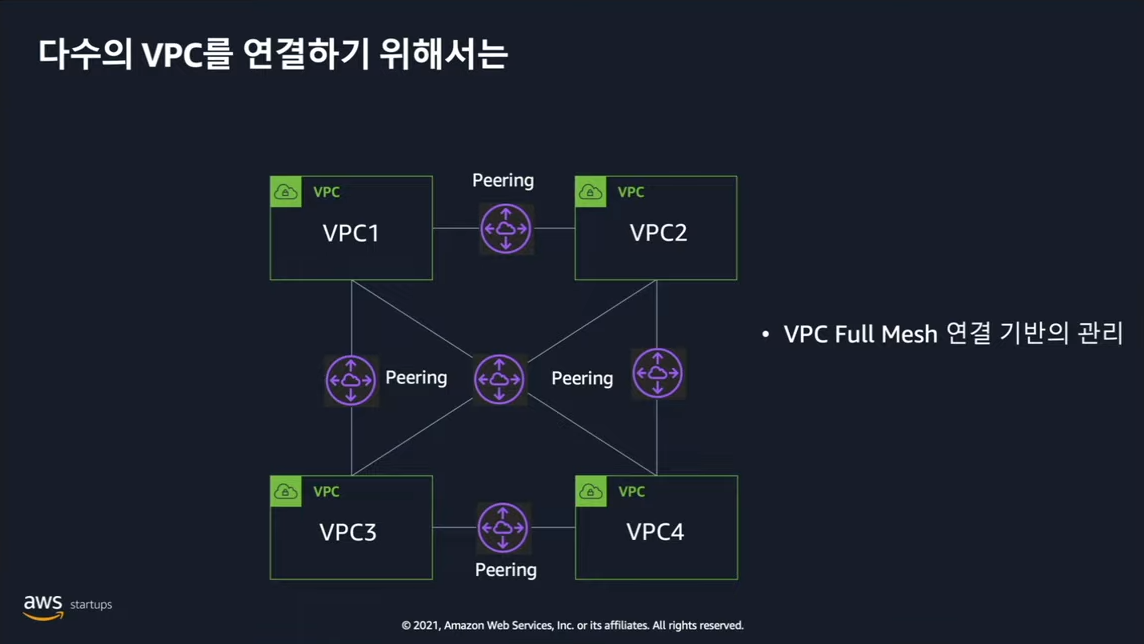 다수의 VPC를 연결하기 위해서는
Peering
VPC
VPC1
VPC
VPC2
• VPC Full Mesh 연결 기반의 관리
Peering
Peering
VPC
VPC3
VPC
VPC4
Peering
aws startups
© 2021, Amazon Web Services, Inc. or its affiliates. All rights reserved.